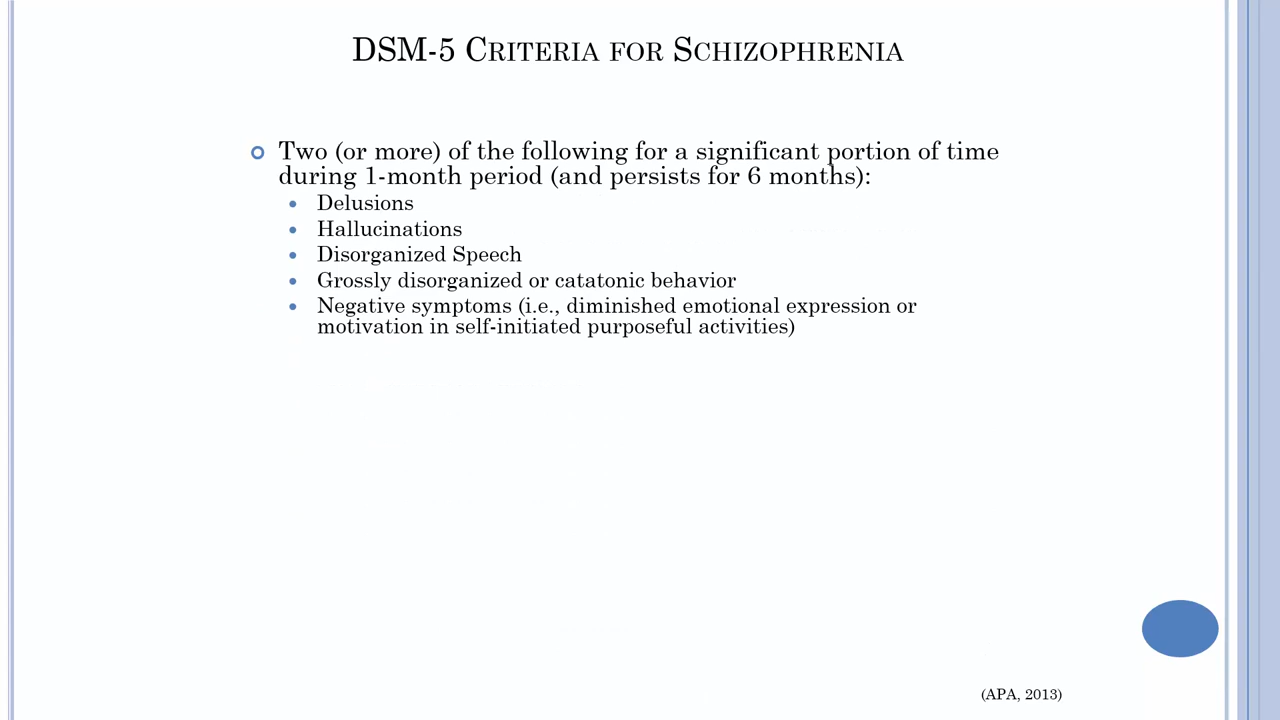 DSM-5 Criteria for Schizophrenia
Two (or more) of the following for a significant portion of time
during 1-month period (and persists for 6 months):
Delusions
Hallucinations
Disorganized Speech
Grossly disorganized or catatonic behavior
Negative symptoms (i.e., diminished emotional expression or
motivation in self-initiated purposeful activities)
(APA, 2013)